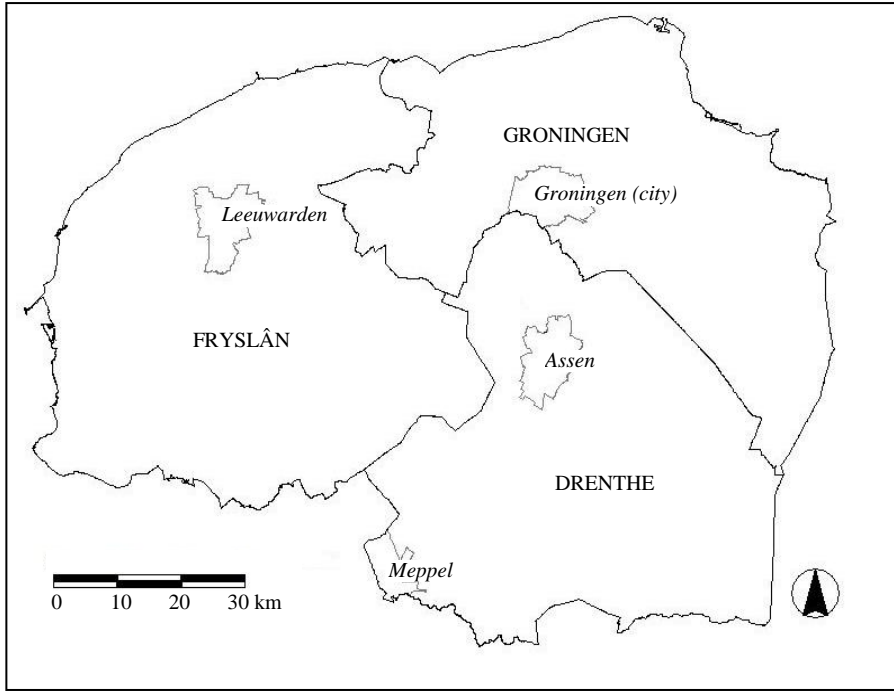 GRONINGEN
Groningen (city)
Leeuwarden
FRYSLÂN
Assen
DRENTHE
Meppel
0 10 20 30 km